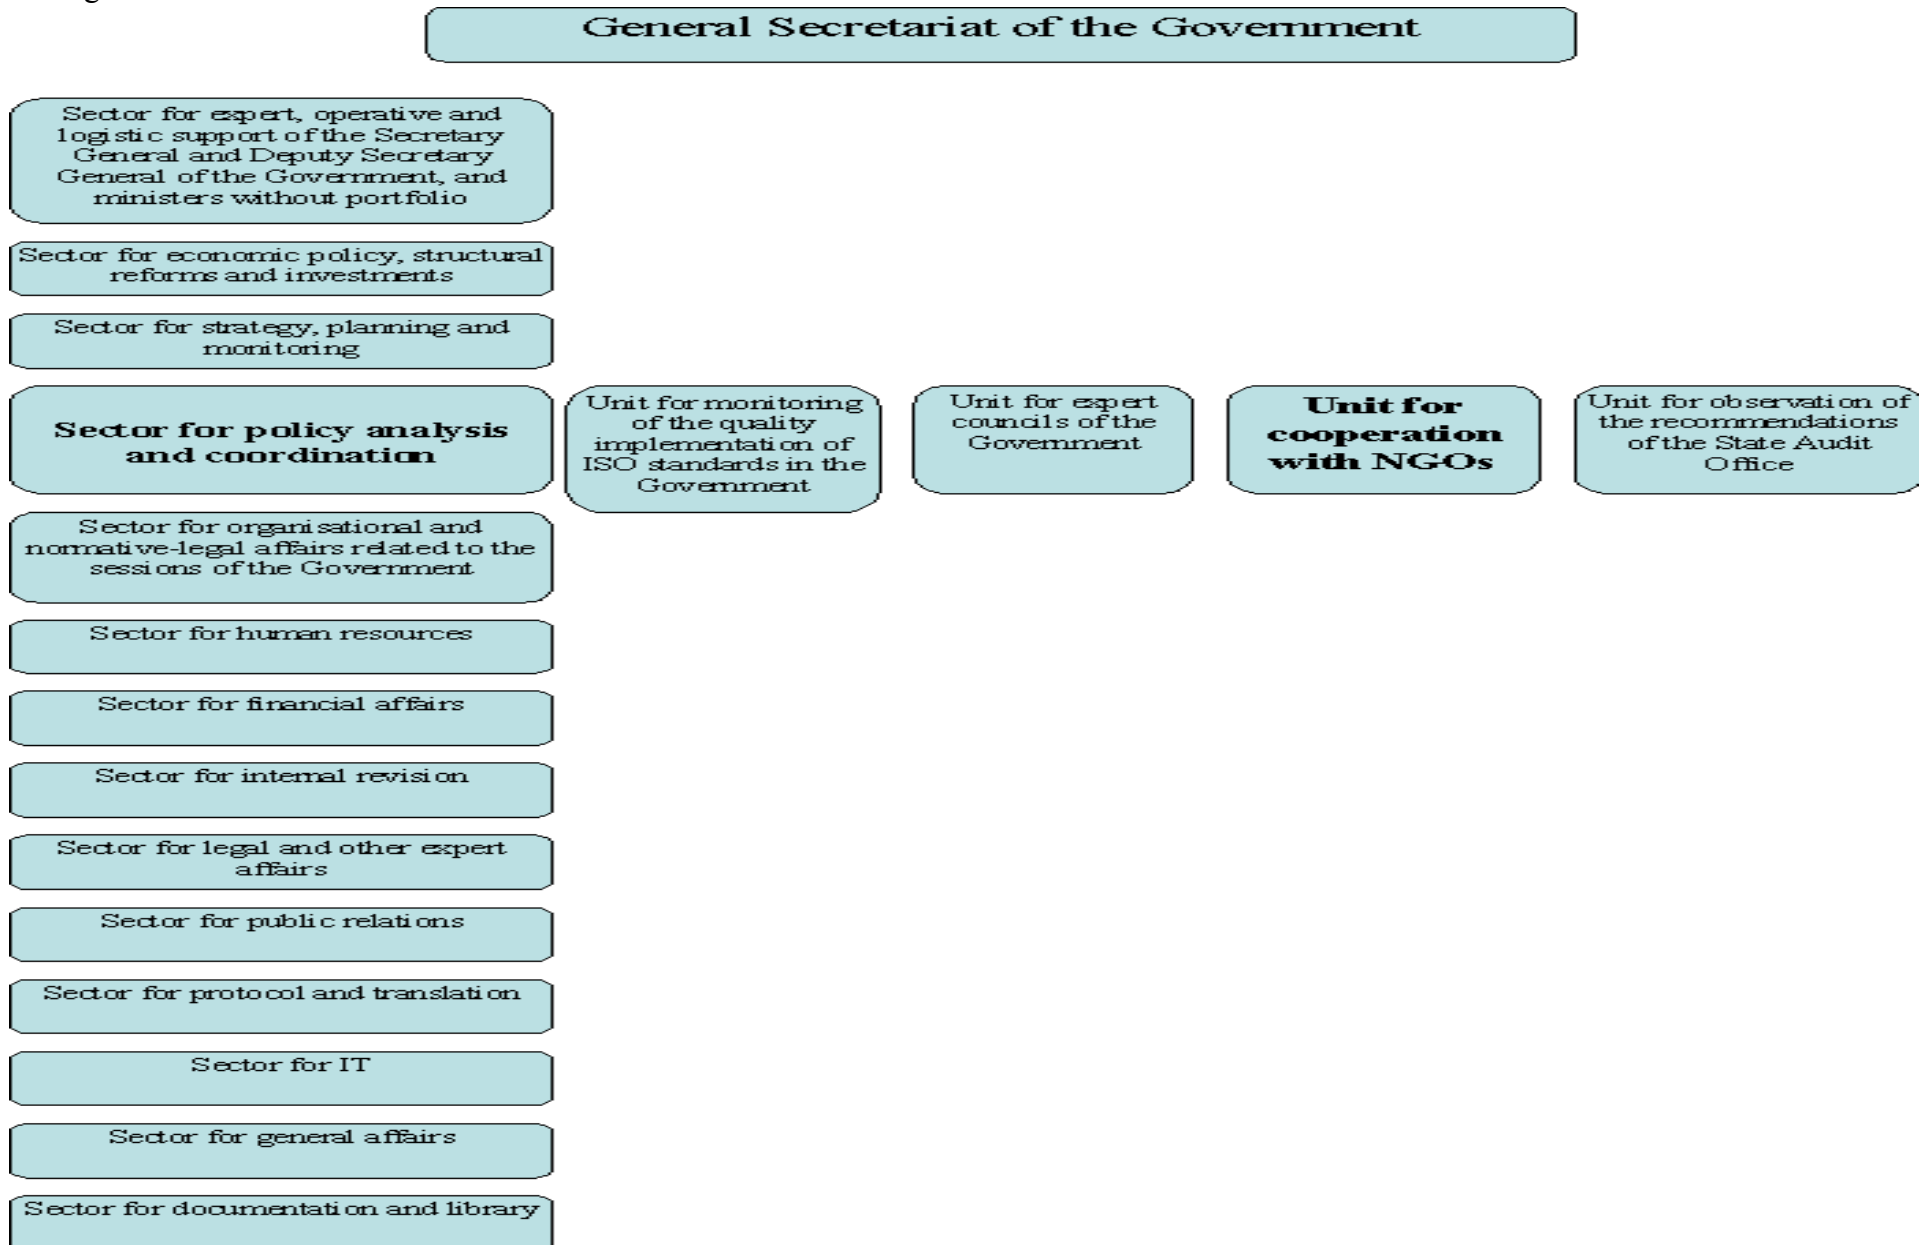 General Secretariat of the Government
Sector for expert, operative and
logistic support of the Secretary
General and Deputy Secretary
General of the Government, and
ministers without portfolio
Sector for economic policy, structural
reforms and investments
Sector for strategy, planning and
monitoring
Sector for policy analysis
and coordination
Unit for monitoring
of the quality
implementation of
ISO standards in the
Government
Unit for expert
councils of the
Government
Unit for
cooperation
with NGOs
Unit for observation of
the recommendations
of the State Audit
Office
Sector for organisational and
normative-legal affairs related to the
sessions of the Government
Sector for human resources
Sector for financial affairs
Sector for internal revision
Sector for legal and other expert
affairs
Sector for public relations
Sector for protocol and translation
Sector for IT
Sector for general affairs
Sector for documentation and library